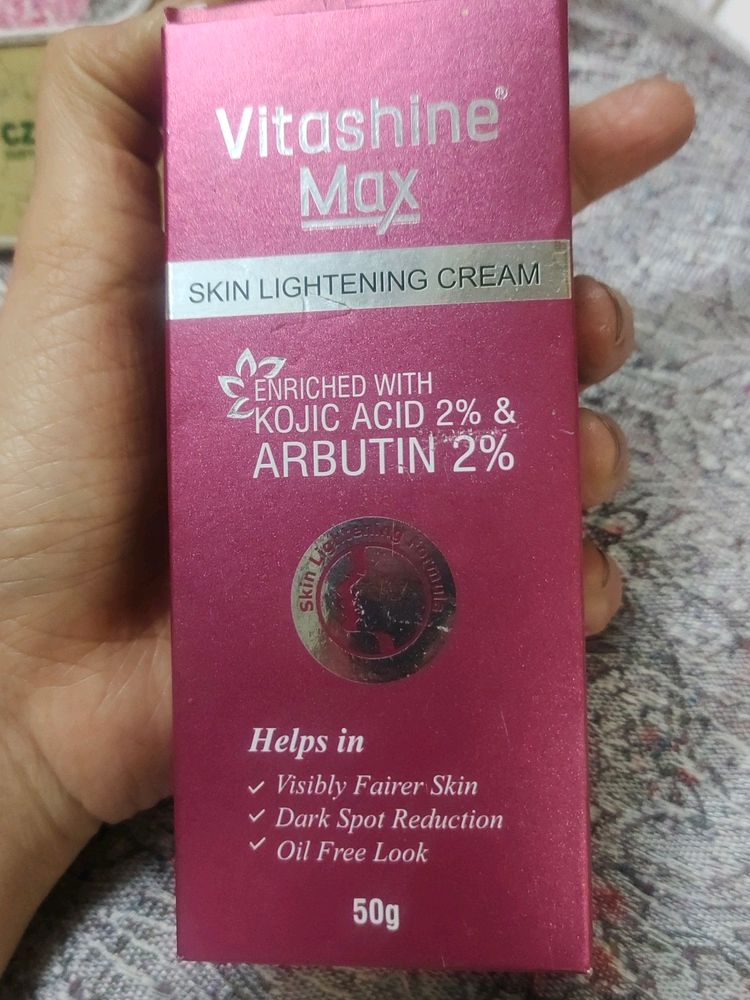 Vitashine®
Max
SKIN LIGHTENING CREAM
ENRICHED WITH
KOJIC ACID 2% &
ARBUTIN 2%
Skin Lightening Formula
Helps in
✓ Visibly Fairer Skin
✓ Dark Spot Reduction
✓ Oil Free Look
50g
CZ